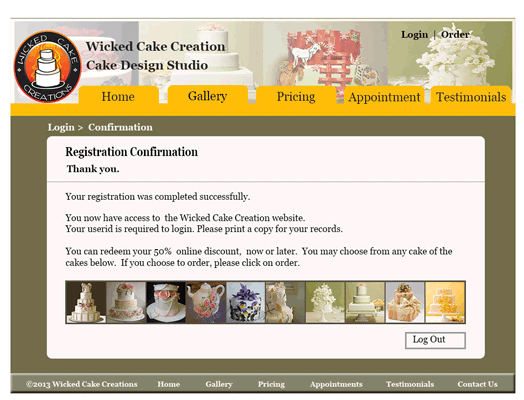 WICKED CAKE
CREATIONS
Wicked Cake Creation
Cake Design Studio
Login | Order
Home Gallery Pricing Appointment Testimonials
Login > Confirmation
Registration Confirmation
Thank you.
Your registration was completed successfully.
You now have access to the Wicked Cake Creation website.
Your userid is required to login. Please print a copy for your records.
You can redeem your 50% online discount, now or later. You may choose from any cake of the
cakes below. If you choose to order, please click on order.
Log Out
©2013 Wicked Cake Creations Home Gallery Pricing Appointments Testimonials Contact Us